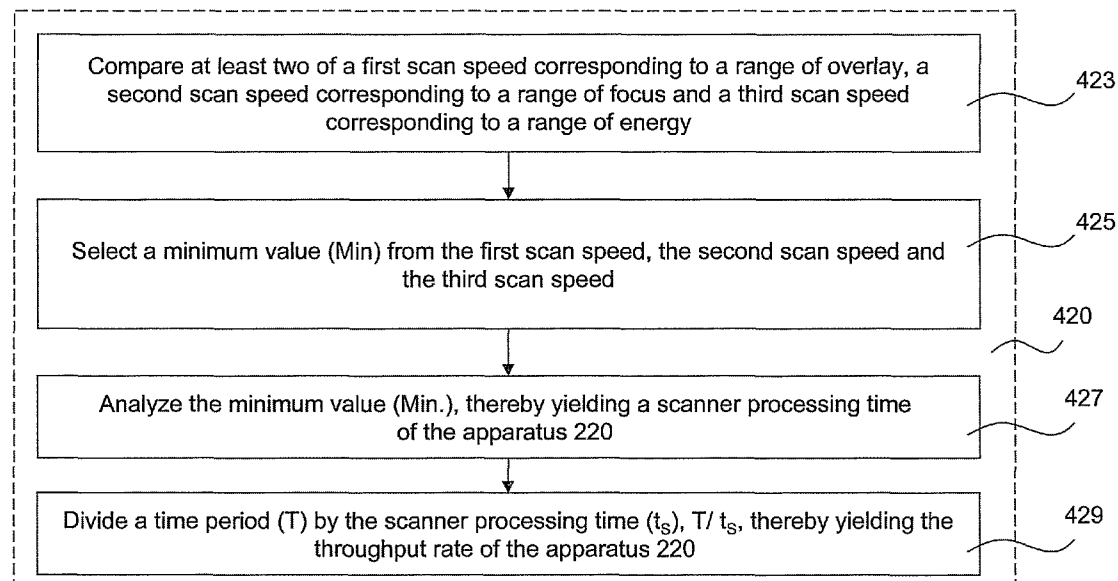 Compare at least two of a first scan speed corresponding to a range of overlay, a
second scan speed corresponding to a range of focus and a third scan speed
corresponding to a range of energy
423
Select a minimum value (Min) from the first scan speed, the second scan speed and
the third scan speed
425
420
Analyze the minimum value (Min.), thereby yielding a scanner processing time
of the apparatus 220
427
Divide a time period (T) by the scanner processing time (tS), T/ tS, thereby yielding the
throughput rate of the apparatus 220
429